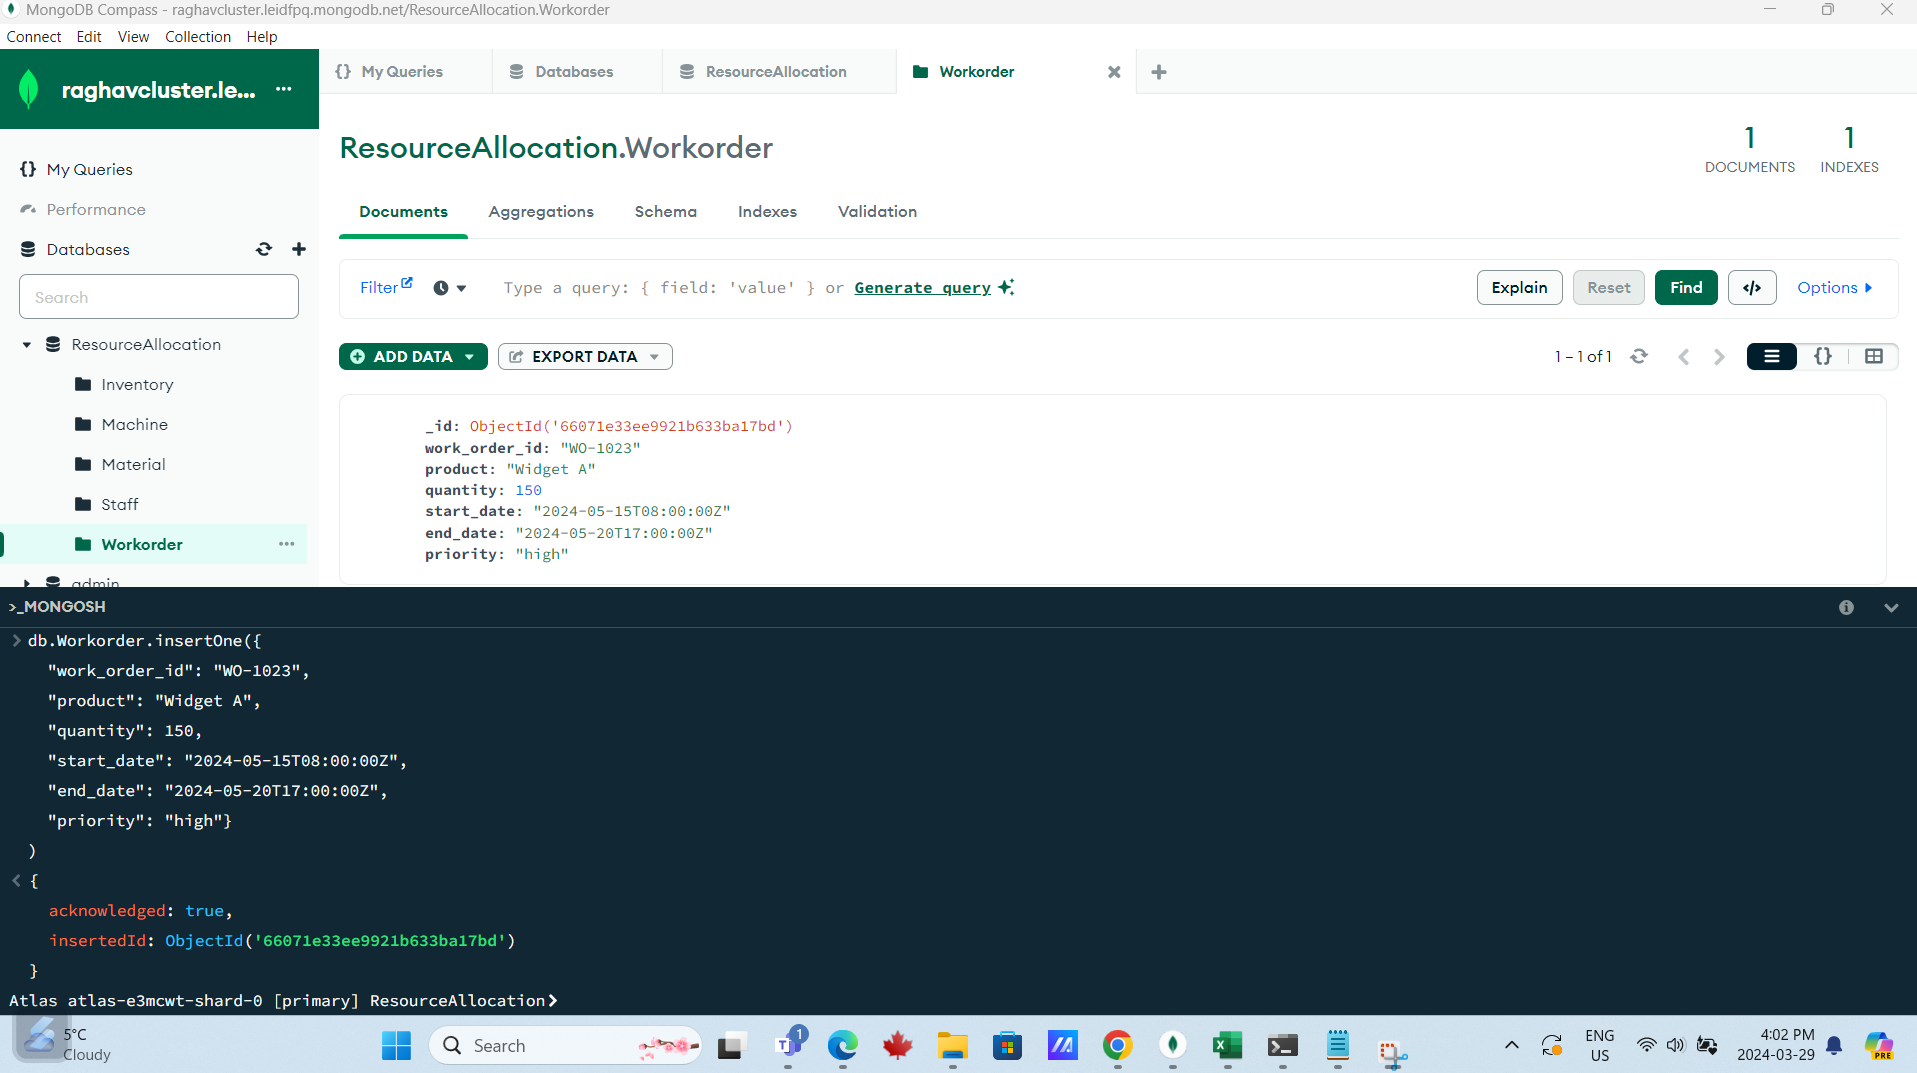 MongoDB Compass - raghavcluster.leidfpq.mongodb.net/ResourceAllocation.Workorder
Connect Edit View Collection Help
raghavcluster.le... ...
{} My Queries
Databases
ResourceAllocation
Workorder
My Queries
Performance
Databases
Search
ResourceAllocation
Inventory
Machine
Material
Staff
Workorder
admin
ResourceAllocation.Workorder
1 DOCUMENTS
1 INDEXES
Documents Aggregations Schema Indexes Validation
Filter Type a query: { field: 'value' } or Generate query Explain Reset Find </> Options
ADD DATA EXPORT DATA 1 – 1 of 1 {}
_id: ObjectId('66071e33ee9921b633ba17bd')
work_order_id: "WO-1023"
product: "Widget A"
quantity: 150
start_date: "2024-05-15T08:00:00Z"
end_date: "2024-05-20T17:00:00Z"
priority: "high"
>_MONGOSH
> db.Workorder.insertOne({
"work_order_id": "WO-1023",
"product": "Widget A",
"quantity": 150,
"start_date": "2024-05-15T08:00:00Z",
"end_date": "2024-05-20T17:00:00Z",
"priority": "high"}
)
< {
acknowledged: true,
insertedId: ObjectId('66071e33ee9921b633ba17bd')
}
Atlas atlas-e3mcwt-shard-0 [primary] ResourceAllocation>
5°C
Cloudy
Search
1
PRE
ENG
US
4:02 PM
2024-03-29